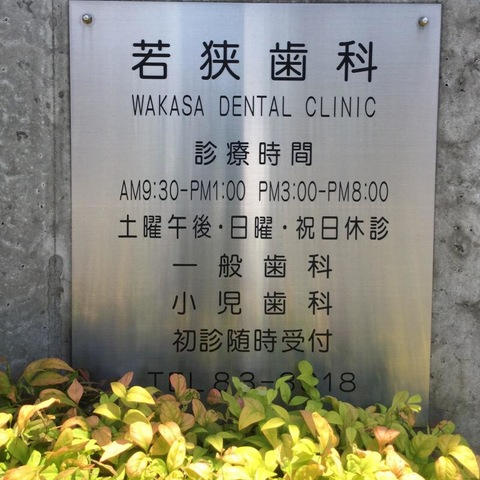 若狭歯科
WAKASA DENTAL CLINIC
診療時間
AM9:30-PM1:00 PM3:00-PM8:00
土曜午後・日曜・祝日休診
一般歯科
小児歯科
初診随時受付
TEL